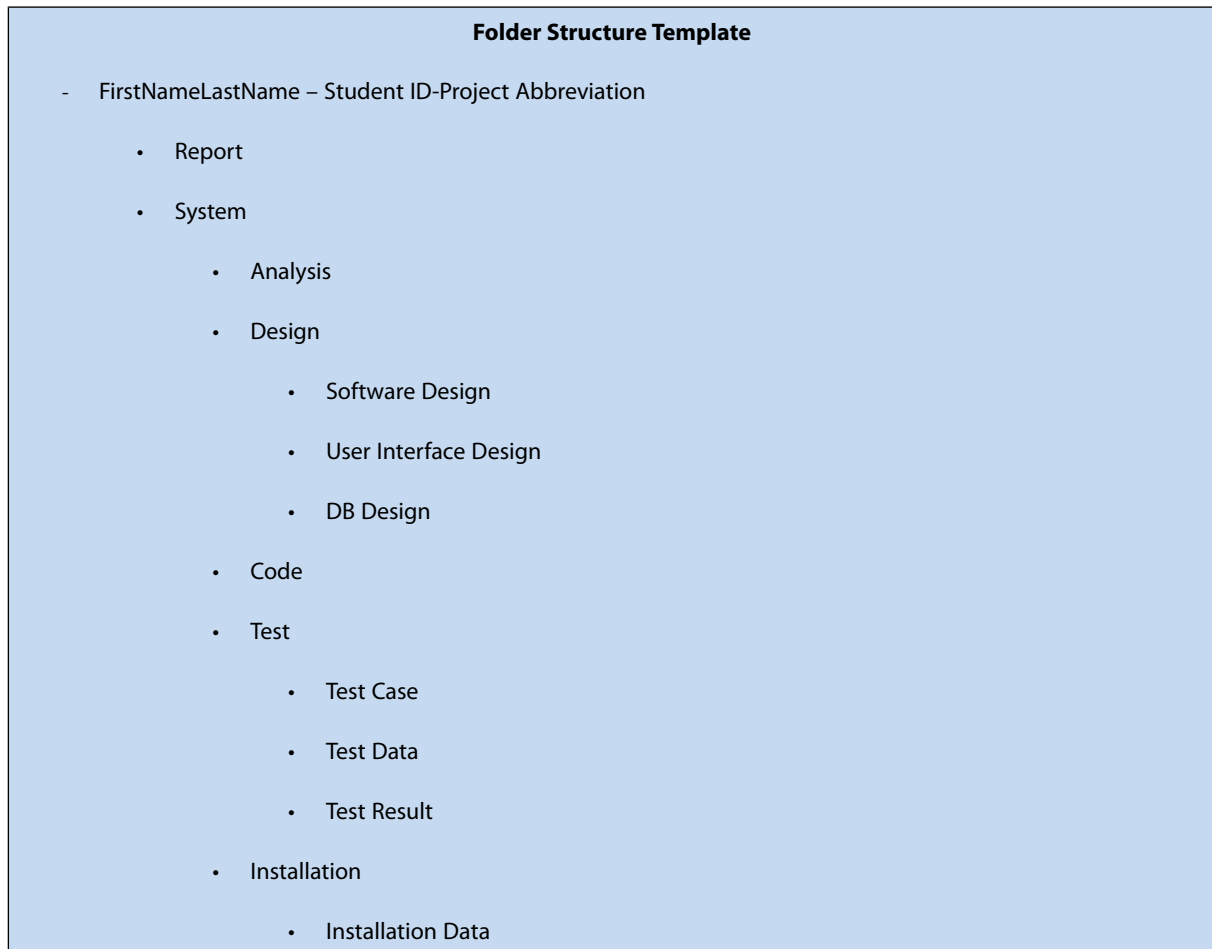 Folder Structure Template
- FirstNameLastName – Student ID-Project Abbreviation
• Report
• System
• Analysis
• Design
• Software Design
• User Interface Design
• DB Design
• Code
• Test
• Test Case
• Test Data
• Test Result
• Installation
• Installation Data